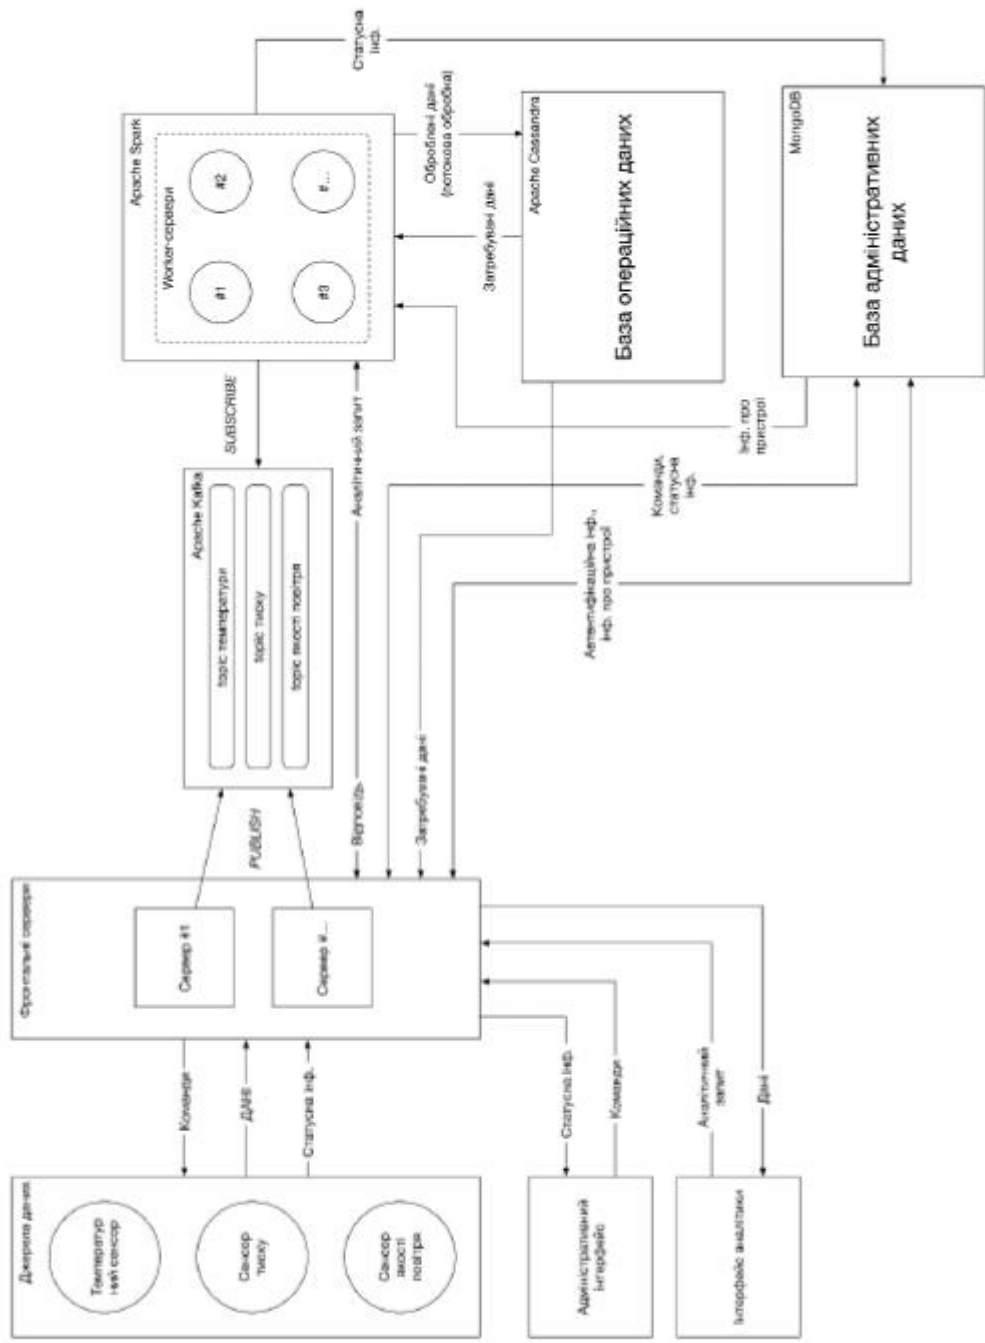 Джерела даних
Температур
ний сенсор
Сенсор
тиску
Сенсор
якості
повітря
Команди
ДАНІ
Статусна інф.
Фронтальні сервери
Сервер #1
Сервер #...
PUBLISH
Apache Kafka
topic температури
topic тиску
topic якості повітря
SUBSCRIBE
Apache Spark
Worker-сервери
#1
#2
#3
#...
Статусна
інф.
Відповідь
Аналітичний запит
Оброблені дані
(потокова обробка)
Затребувані дані
Apache Cassandra
База операційних даних
Затребувані дані
Інф. про
пристрої
Команди,
статусна
інф.
Автентифікаційна інф.,
інф. про пристрої
MongoDB
База адміністративних
даних
Адміністративний
інтерфейс
Статусна інф.
Команди
Інтерфейс аналітики
Аналітичний
запит
Дані